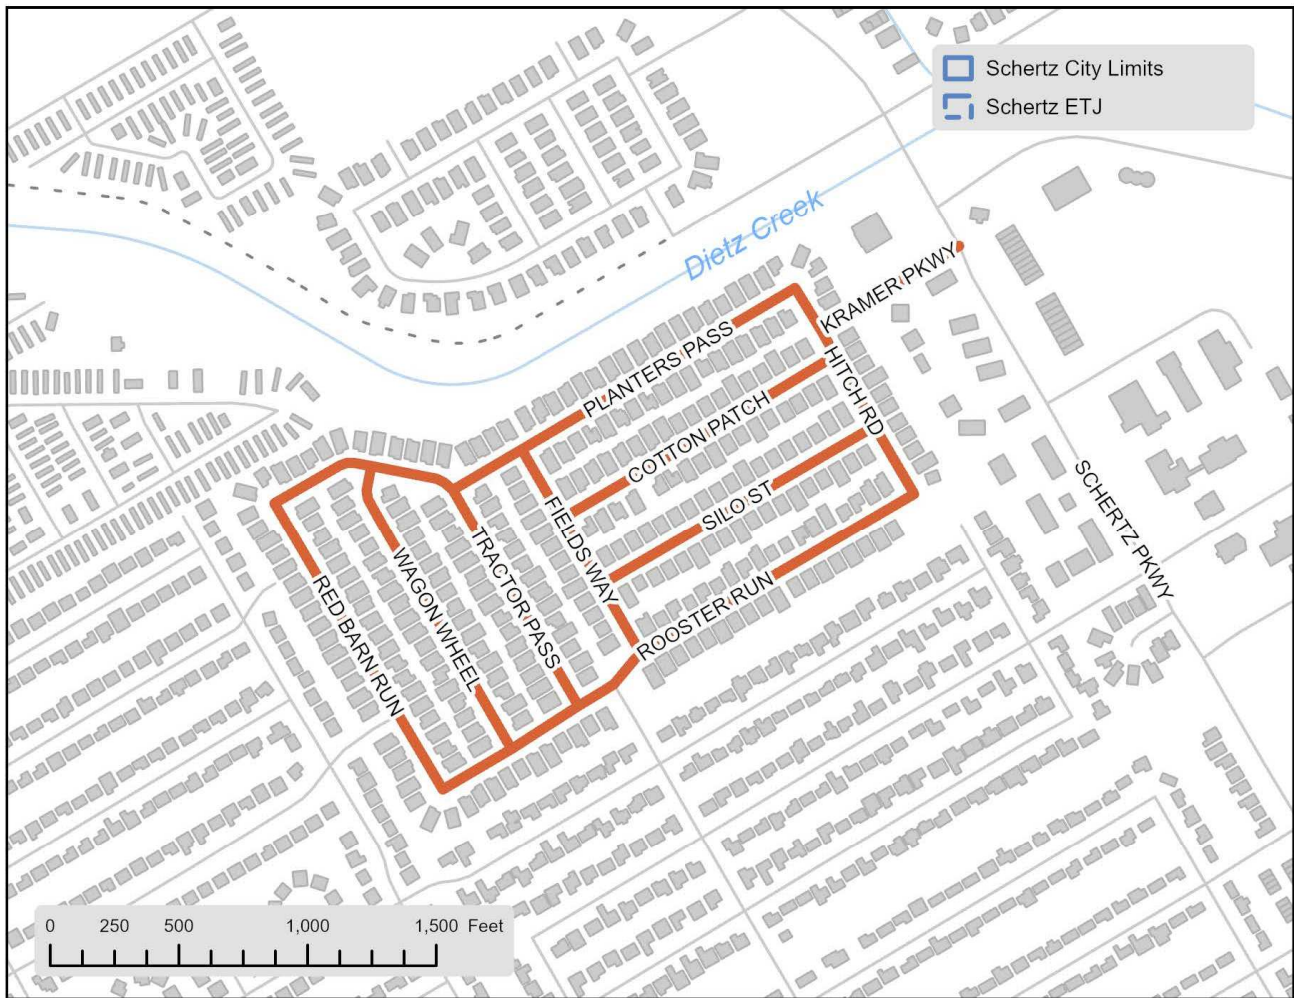 Schertz City Limits
Schertz ETJ
Dietz Creek
KRAMER PKWY
PLANTERS PASS
HITCH RD
COTTON PATCH
SILO ST
FIELDS WAY
SCHERTZ PKWY
TRACTOR PASS
WAGON WHEEL
RED BARN RUN
ROOSTER RUN
0 250 500 1,000 1,500 Feet